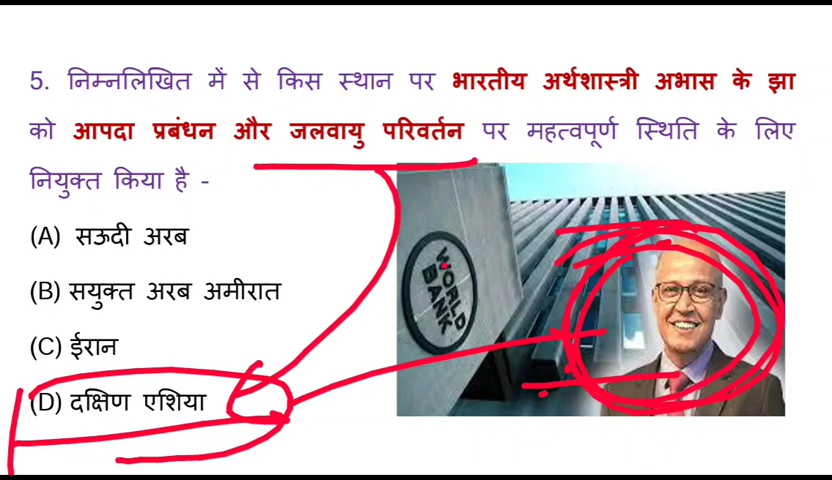 5. निम्नलिखित में से किस स्थान पर भारतीय अर्थशास्त्री अभास के झा
को आपदा प्रबंधन और जलवायु परिवर्तन पर महत्वपूर्ण स्थिति के लिए
नियुक्त किया है -
(A) सऊदी अरब
(B) सयुक्त अरब अमीरात
(C) ईरान
(D) दक्षिण एशिया
WORLD
BANK